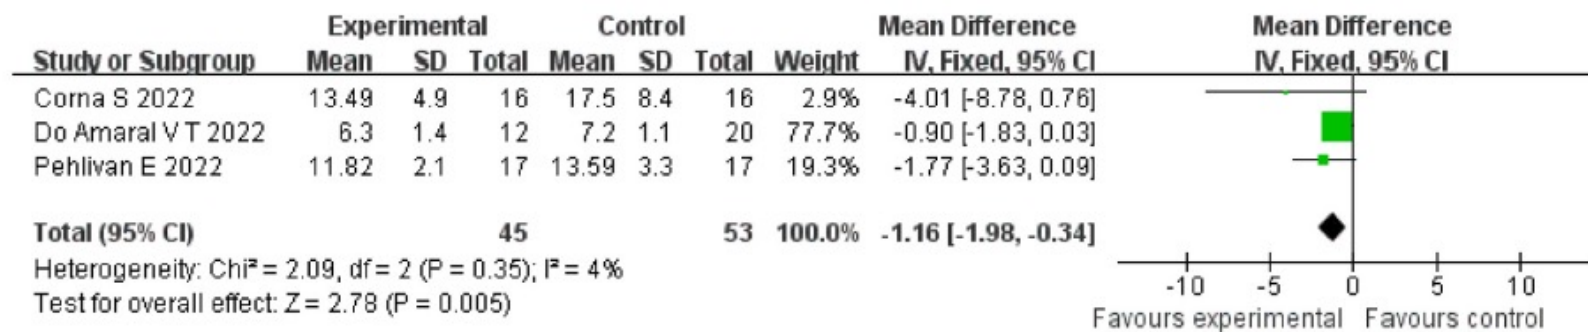 Experimental Control Mean Difference Mean Difference
Study or Subgroup Mean SD Total Mean SD Total Weight IV, Fixed, 95% CI IV, Fixed, 95% CI
Corna S 2022 13.49 4.9 16 17.5 8.4 16 2.9% -4.01 [-8.78, 0.76]
Do Amaral V T 2022 6.3 1.4 12 7.2 1.1 20 77.7% -0.90 [-1.83, 0.03]
Pehlivan E 2022 11.82 2.1 17 13.59 3.3 17 19.3% -1.77 [-3.63, 0.09]
Total (95% CI) 45 53 100.0% -1.16 [-1.98, -0.34]
Heterogeneity: Chi² = 2.09, df = 2 (P = 0.35); I² = 4%
Test for overall effect: Z = 2.78 (P = 0.005)
-10 -5 0 5 10
Favours experimental Favours control